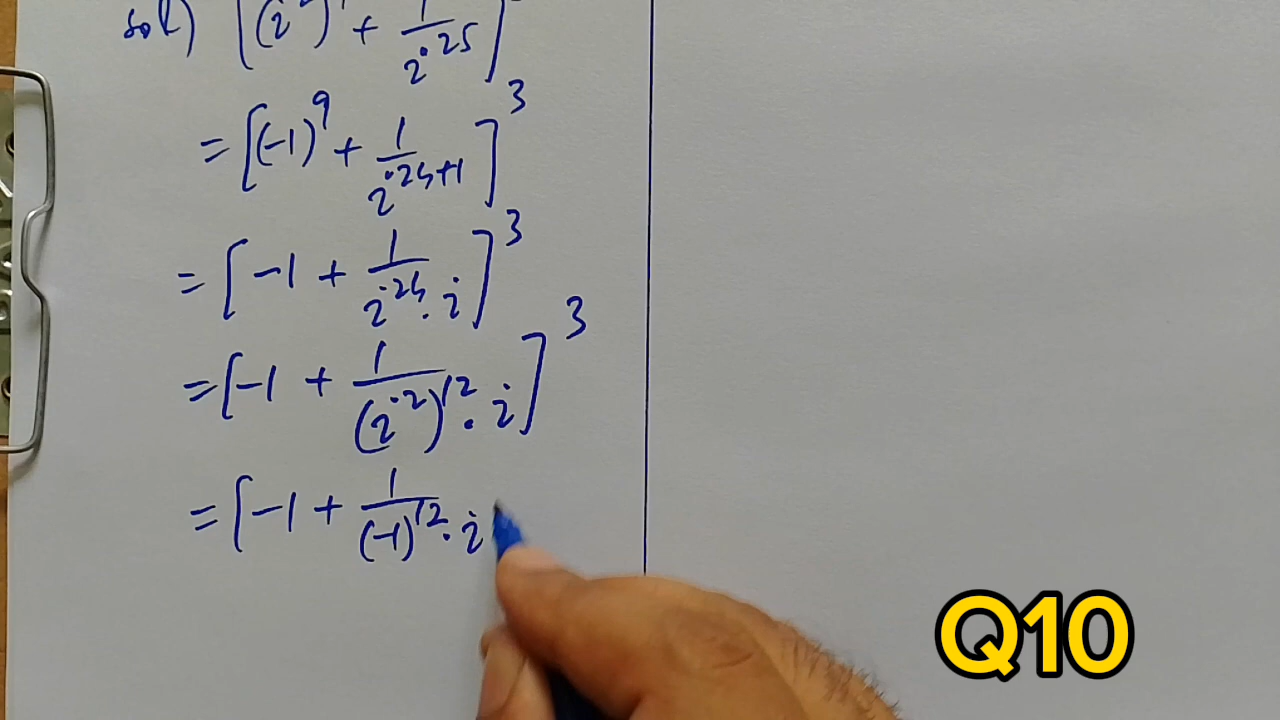 sol) [(i²)⁹ + 1/i²⁵]³
= [(-1)⁹ + 1/i²⁴⁺¹]³
= [-1 + 1/i²⁴ . i]³
= [-1 + 1/(i²)¹² . i]³
= [-1 + 1/(-1)¹² . i
Q10